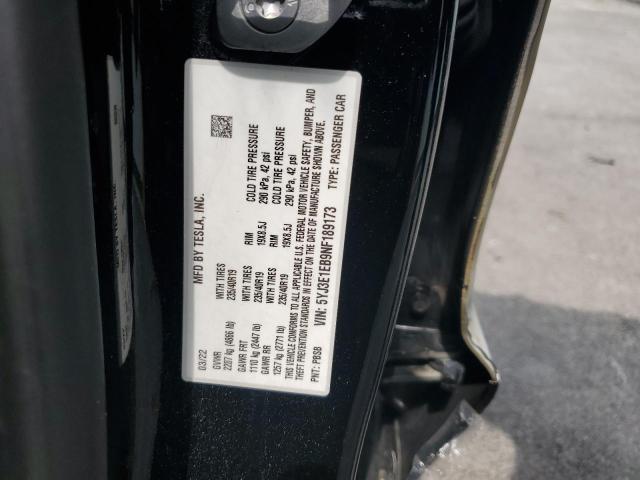 MFD BY TESLA, INC.
03/22
GVWR
2207 kg (4866 lb) WITH TIRES 235/40R19 RIM 19X8.5J COLD TIRE PRESSURE 290 kPa, 42 psi
GAWR FRT
1110 kg (2447 lb) WITH TIRES 235/40R19 RIM 19X8.5J COLD TIRE PRESSURE 290 kPa, 42 psi
GAWR RR
1257 kg (2771 lb) 235/40R19
THIS VEHICLE CONFORMS TO ALL APPLICABLE U.S. FEDERAL MOTOR VEHICLE SAFETY, BUMPER, AND
THEFT PREVENTION STANDARDS IN EFFECT ON THE DATE OF MANUFACTURE SHOWN ABOVE.
VIN: 5YJ3E1EB9NF189173 TYPE: PASSENGER CAR
PNT: PBSB